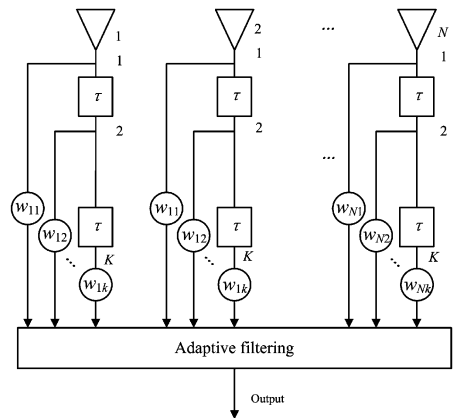 1 2 ... N
1 1 1
τ τ τ
2 2 2
...
w11 w11 wN1
w12 w12 wN2
τ τ τ
... K ... K ... K
w1k w1k wNk
Adaptive filtering
Output